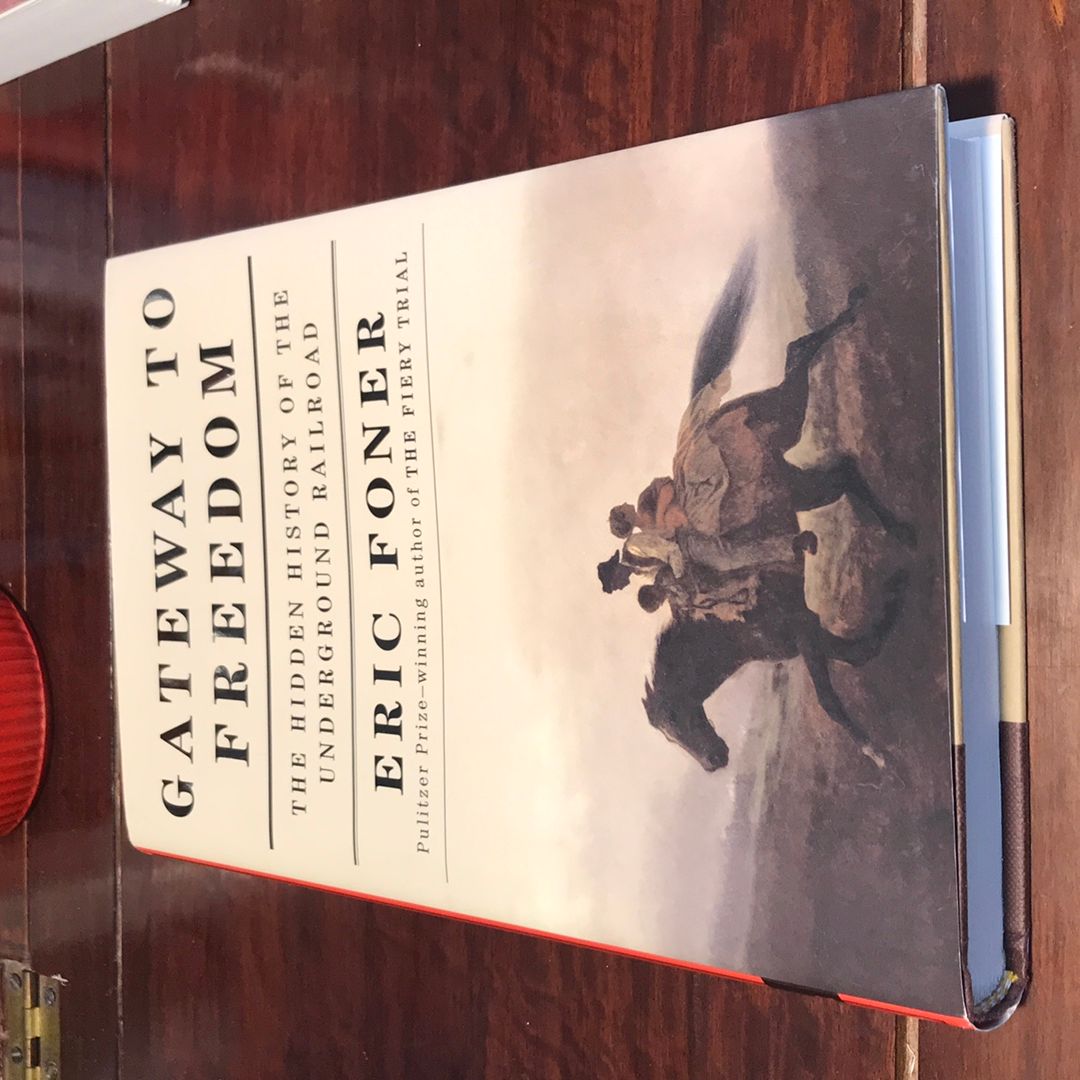 GATEWAY TO
FREEDOM
THE HIDDEN HISTORY OF THE
UNDERGROUND RAILROAD
ERIC FONER
Pulitzer Prize–winning author of THE FIERY TRIAL